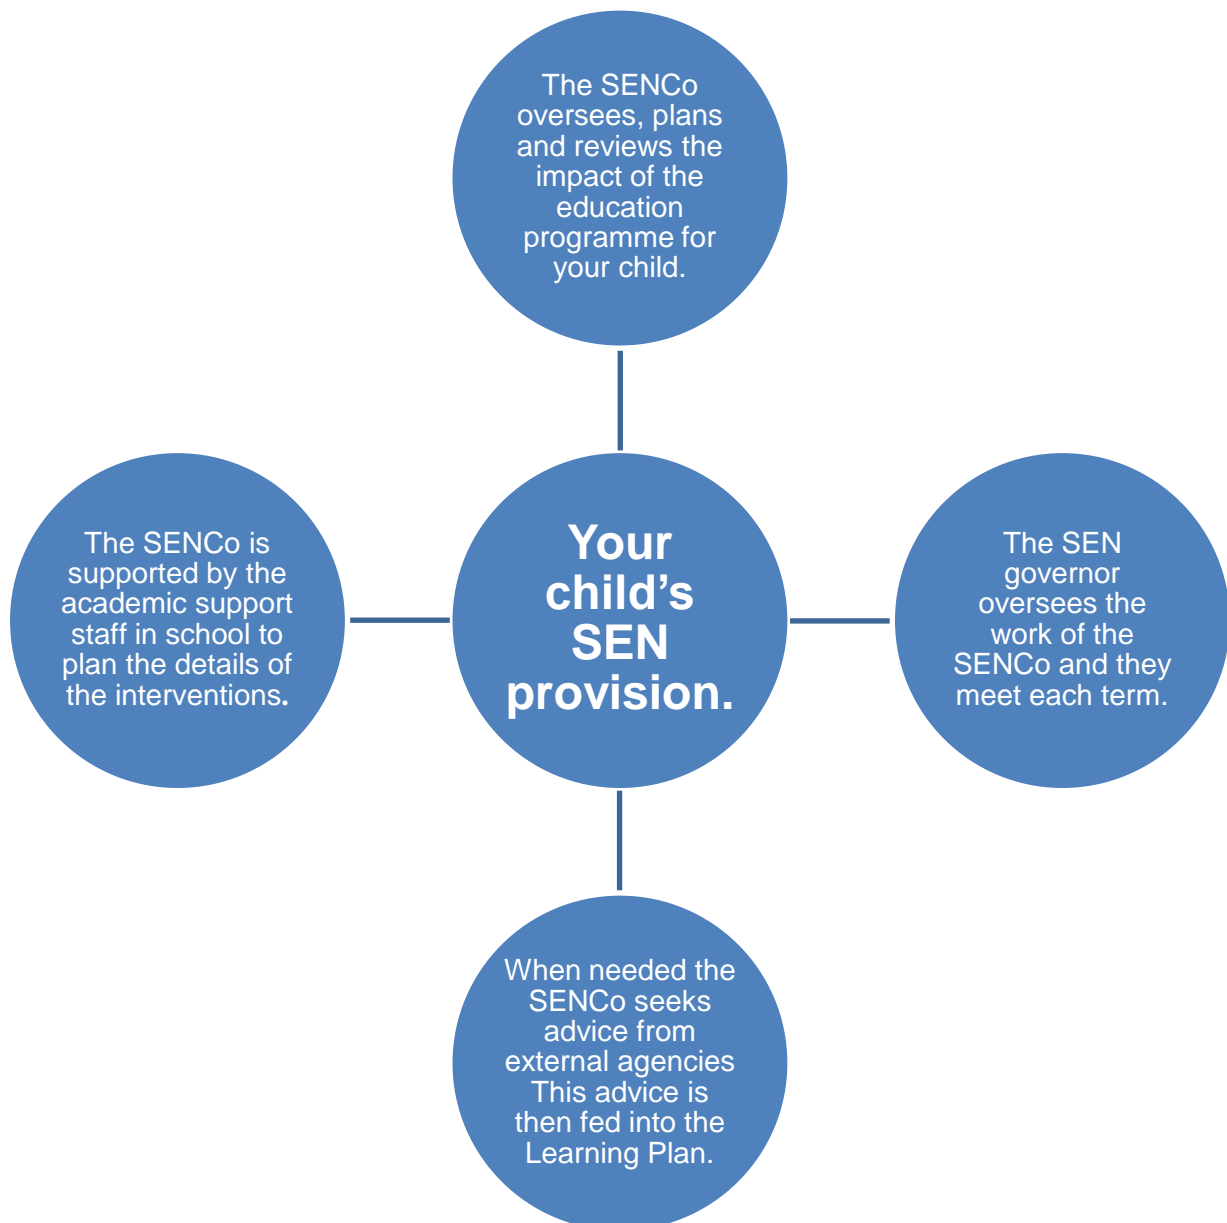 The SENCo
oversees, plans
and reviews the
impact of the
education
programme for
your child.
The SENCo is
supported by the
academic support
staff in school to
plan the details of
the interventions.
Your
child’s
SEN
provision.
The SEN
governor
oversees the
work of the
SENCo and they
meet each term.
When needed the
SENCo seeks
advice from
external agencies
This advice is
then fed into the
Learning Plan.